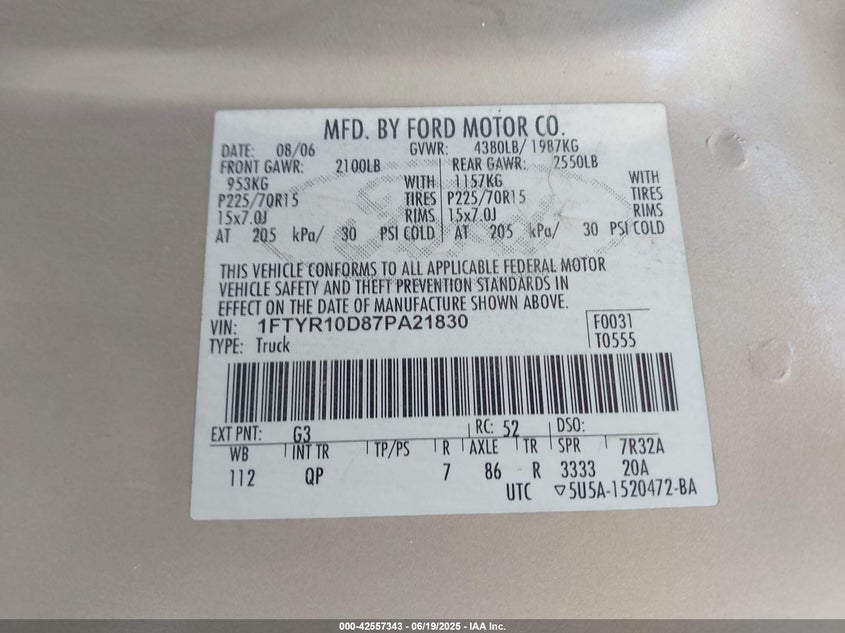 MFD. BY FORD MOTOR CO.
DATE: 08/06 GVWR: 4380LB/ 1987KG
FRONT GAWR: 2100LB REAR GAWR: 2550LB
953KG WITH 1157KG WITH
P225/70R15 TIRES P225/70R15 TIRES
15x7.0J RIMS 15x7.0J RIMS
AT 205 kPa/ 30 PSI COLD AT 205 kPa/ 30 PSI COLD
THIS VEHICLE CONFORMS TO ALL APPLICABLE FEDERAL MOTOR
VEHICLE SAFETY AND THEFT PREVENTION STANDARDS IN
EFFECT ON THE DATE OF MANUFACTURE SHOWN ABOVE.
VIN: 1FTYR10D87PA21830 F0031
TYPE: Truck T0555
EXT PNT: G3 RC: 52 DSO:
WB INT TR TP/PS R AXLE TR SPR 7R32A
112 QP 7 86 R 3333 20A
UTC ▽5U5A-1520472-BA
000-42557343 - 06/19/2025 - IAA Inc.